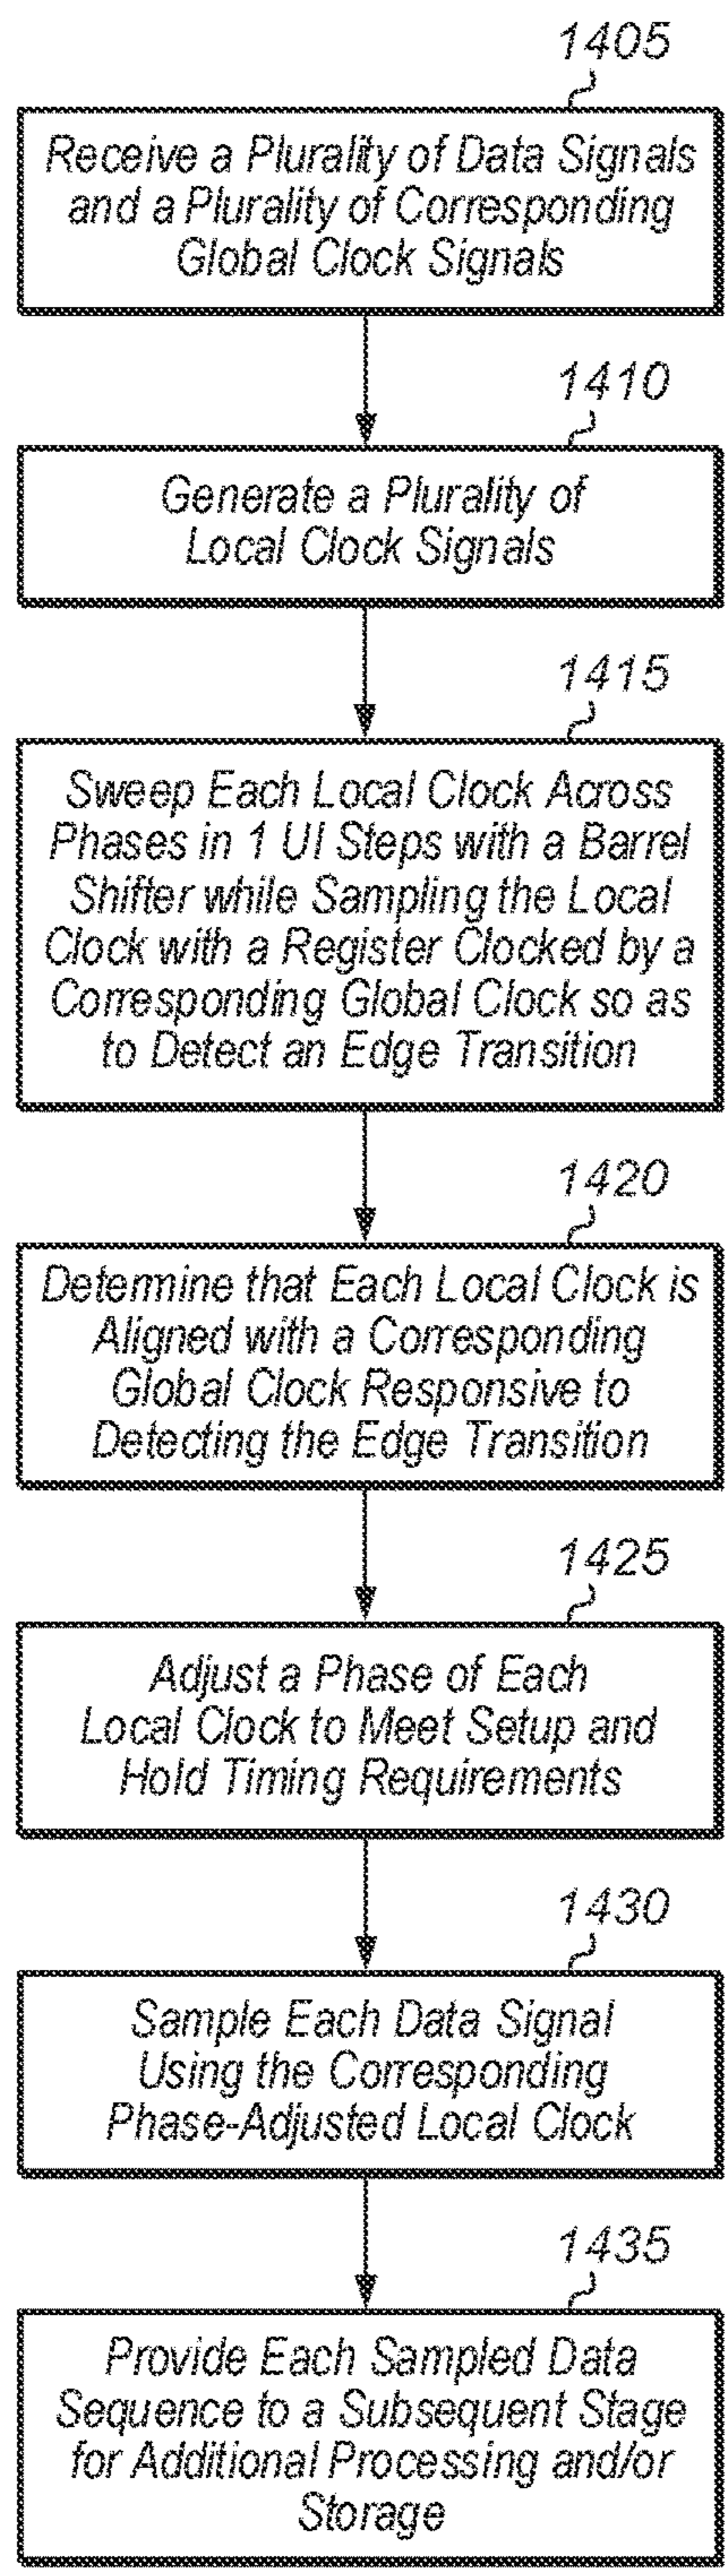 1405
Receive a Plurality of Data Signals
and a Plurality of Corresponding
Global Clock Signals
1410
Generate a Plurality of
Local Clock Signals
1415
Sweep Each Local Clock Across
Phases in 1 UI Steps with a Barrel
Shifter while Sampling the Local
Clock with a Register Clocked by a
Corresponding Global Clock so as
to Detect an Edge Transition
1420
Determine that Each Local Clock is
Aligned with a Corresponding
Global Clock Responsive to
Detecting the Edge Transition
1425
Adjust a Phase of Each
Local Clock to Meet Setup and
Hold Timing Requirements
1430
Sample Each Data Signal
Using the Corresponding
Phase-Adjusted Local Clock
1435
Provide Each Sampled Data
Sequence to a Subsequent Stage
for Additional Processing and/or
Storage